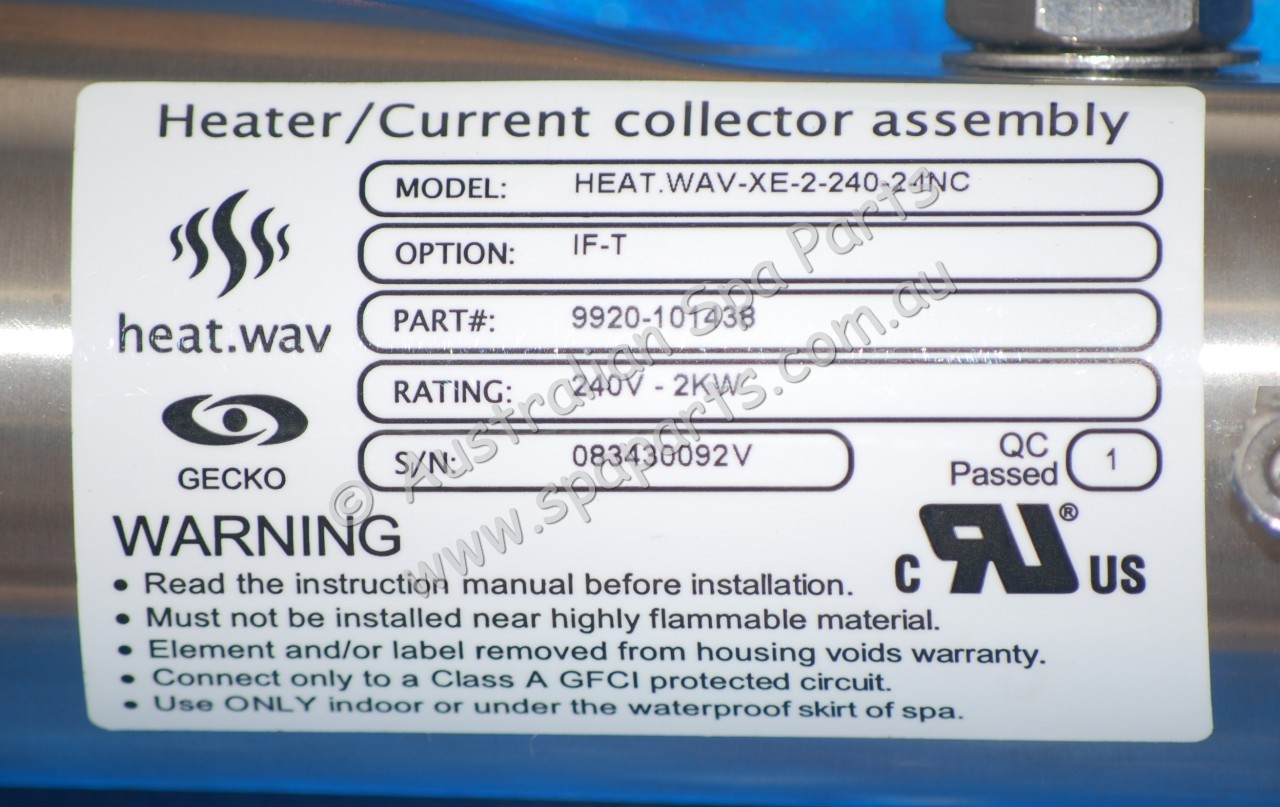 Heater/Current collector assembly
heat.wav
GECKO
MODEL: HEAT.WAV-XE-2-240-24NC
OPTION: IF-T
PART#: 9920-101438
RATING: 240V - 2KW
S/N: 083430092V
QC Passed 1
WARNING
• Read the instruction manual before installation.
• Must not be installed near highly flammable material.
• Element and/or label removed from housing voids warranty.
• Connect only to a Class A GFCI protected circuit.
• Use ONLY indoor or under the waterproof skirt of spa.
C RU® US
© Australian Spa Parts
www.spaparts.com.au